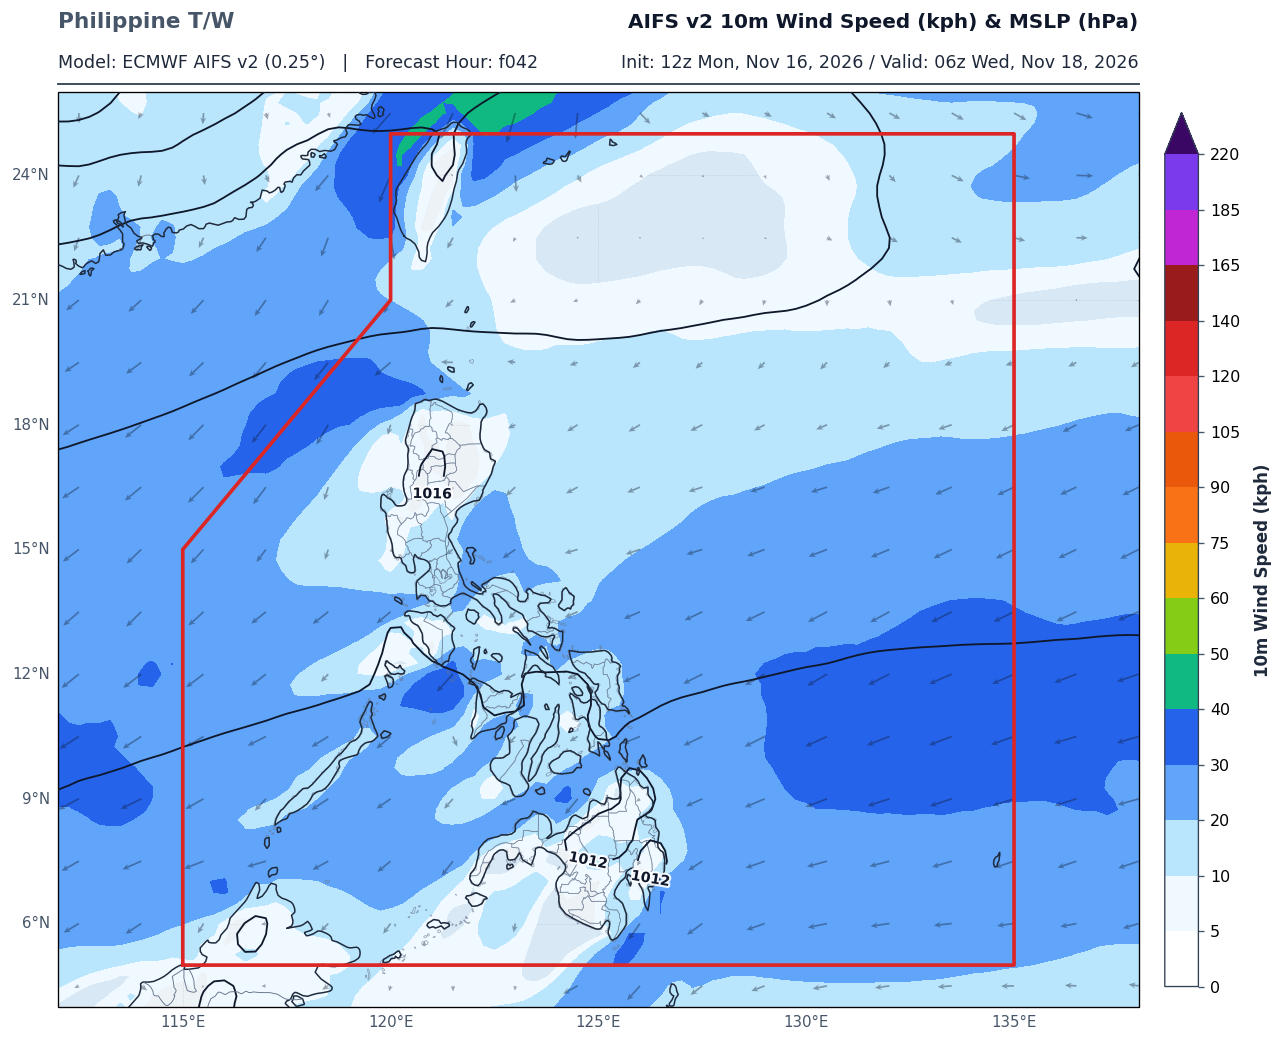 Philippine T/W
AIFS v2 10m Wind Speed (kph) & MSLP (hPa)
Model: ECMWF AIFS v2 (0.25°) | Forecast Hour: f042
Init: 12z Mon, Nov 16, 2026 / Valid: 06z Wed, Nov 18, 2026
24°N
21°N
18°N
15°N
12°N
9°N
6°N
1016
1012
1012
115°E
120°E
125°E
130°E
135°E
220
185
165
140
120
105
90
75
60
50
40
30
20
10
5
0
10m Wind Speed (kph)